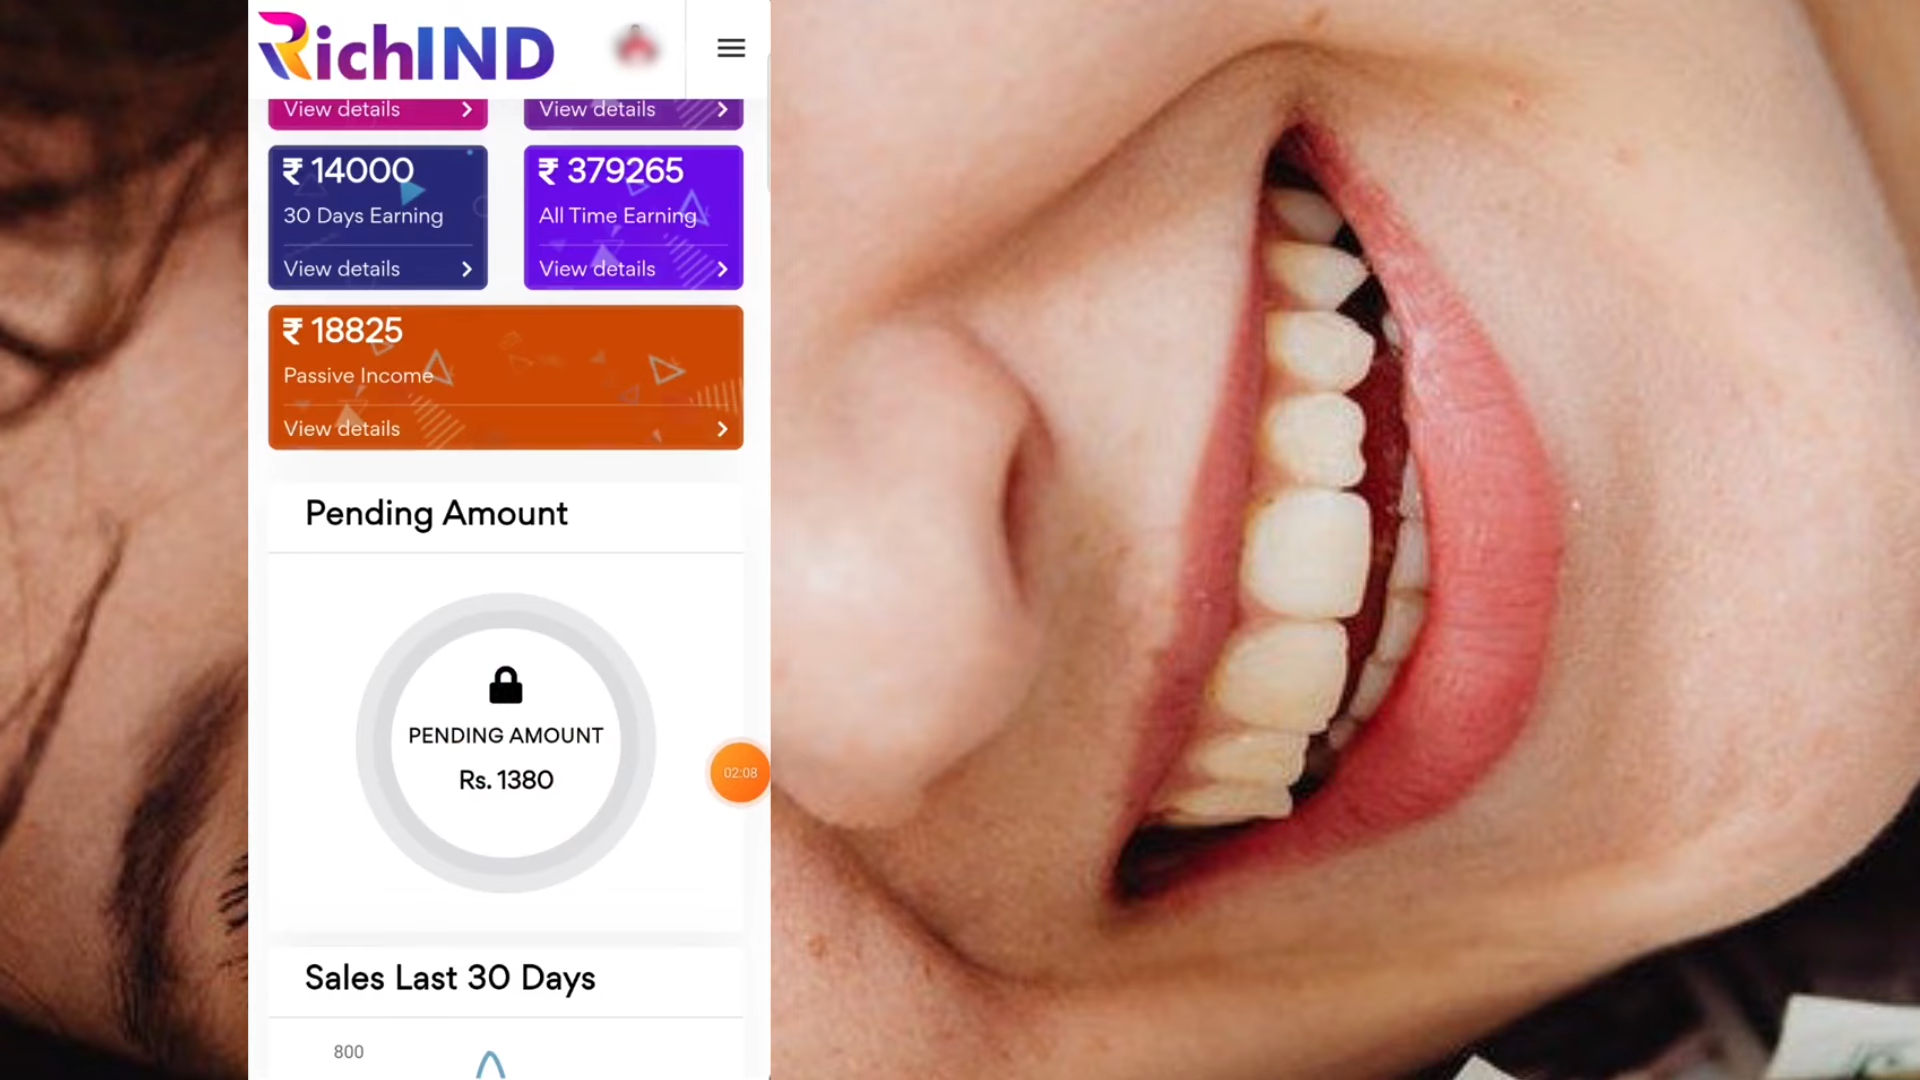 RichIND
View details
View details
₹ 14000
30 Days Earning
View details
₹ 379265
All Time Earning
View details
₹ 18825
Passive Income
View details
Pending Amount
PENDING AMOUNT
Rs. 1380
02:08
Sales Last 30 Days
800